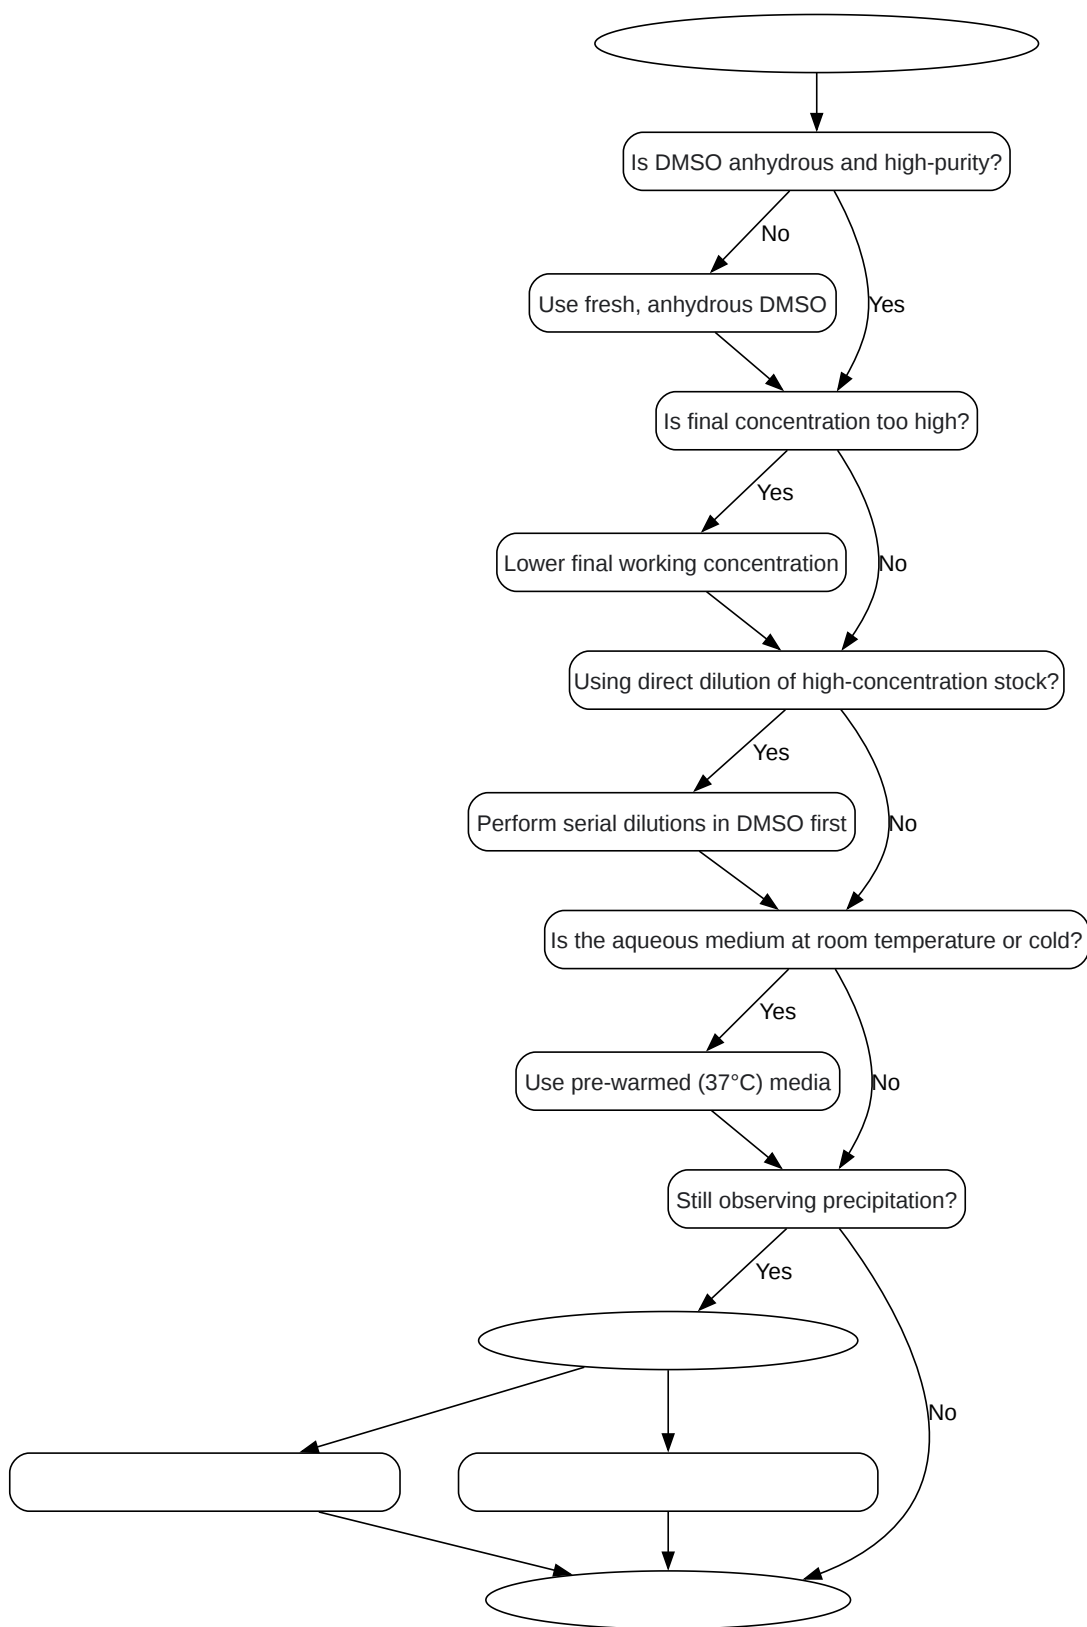 Is DMSO anhydrous and high-purity?
No
Use fresh, anhydrous DMSO
Yes
Is final concentration too high?
Yes
Lower final working concentration
No
Using direct dilution of high-concentration stock?
Yes
Perform serial dilutions in DMSO first
No
Is the aqueous medium at room temperature or cold?
Yes
Use pre-warmed (37°C) media
No
Still observing precipitation?
Yes
No